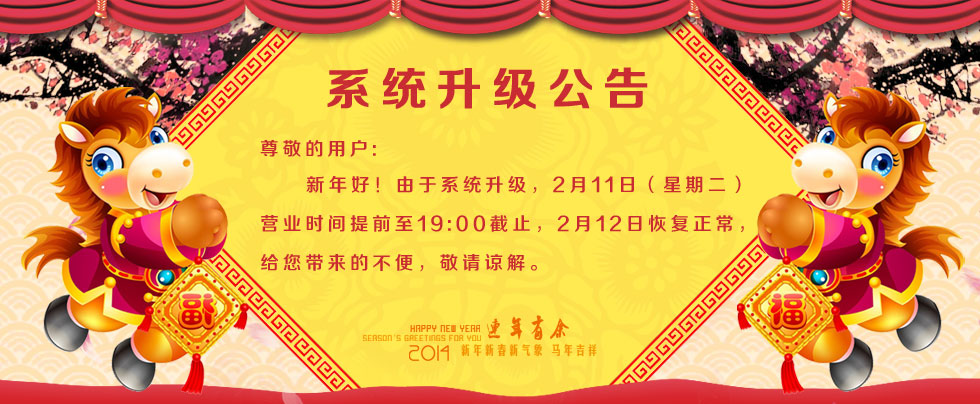 系统升级公告
尊敬的用户:
新年好！由于系统升级，2月11日（星期二）
营业时间提前至19:00截止，2月12日恢复正常，
给您带来的不便，敬请谅解。
HAPPY NEW YEAR 连年有余
SEASON'S GREETINGS FOR YOU
2014 新年新春新气象 马年吉祥
福
福